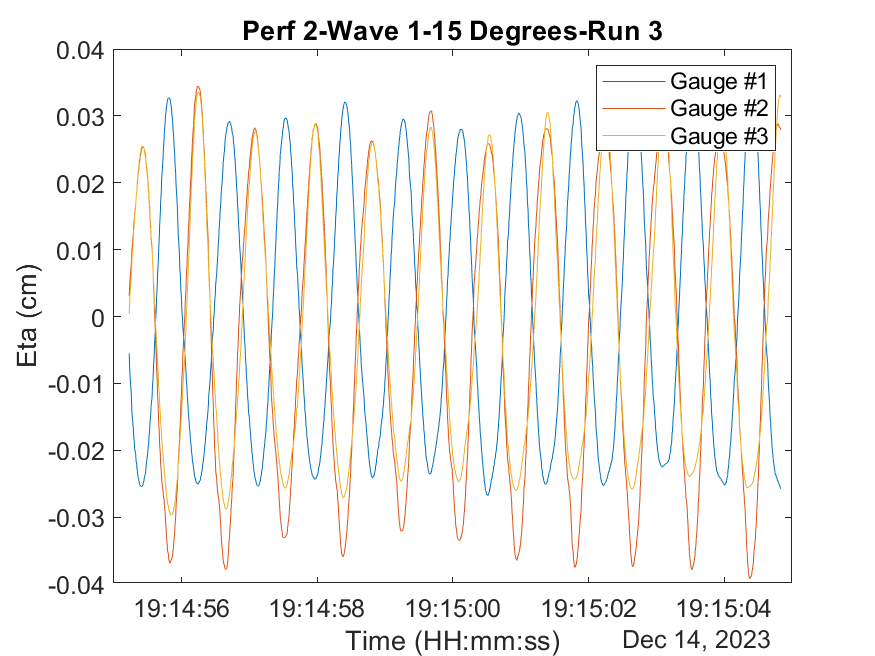 Perf 2-Wave 1-15 Degrees-Run 3
0.04
0.03
0.02
0.01
0
-0.01
-0.02
-0.03
-0.04
Eta (cm)
Gauge #1
Gauge #2
Gauge #3
19:14:56 19:14:58 19:15:00 19:15:02 19:15:04
Time (HH:mm:ss)
Dec 14, 2023